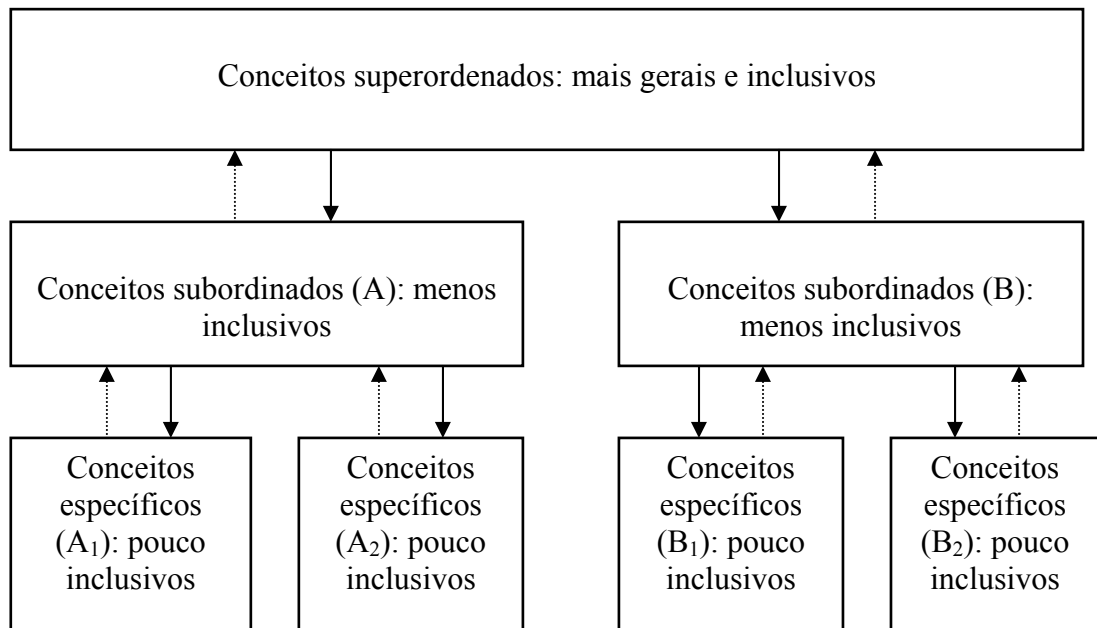 Conceitos superordenados: mais gerais e inclusivos
Conceitos subordinados (A): menos
inclusivos
Conceitos subordinados (B):
menos inclusivos
Conceitos
específicos
(A₁): pouco
inclusivos
Conceitos
específicos
(A₂): pouco
inclusivos
Conceitos
específicos
(B₁): pouco
inclusivos
Conceitos
específicos
(B₂): pouco
inclusivos